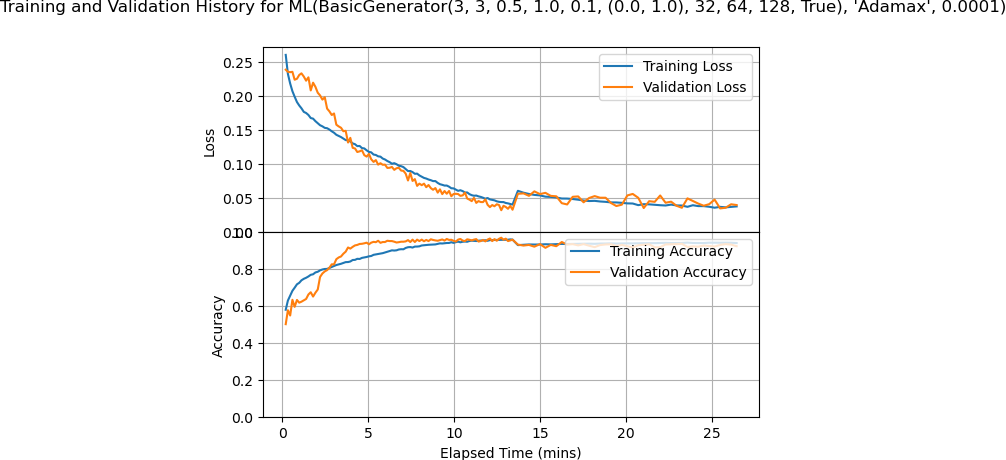 Training and Validation History for ML(BasicGenerator(3, 3, 0.5, 1.0, 0.1, (0.0, 1.0), 32, 64, 128, True), 'Adamax', 0.0001)
0.25
0.20
0.15
0.10
0.05
0.00
Loss
Training Loss
Validation Loss
1.0
0.8
0.6
0.4
0.2
0.0
Accuracy
Training Accuracy
Validation Accuracy
0 5 10 15 20 25
Elapsed Time (mins)